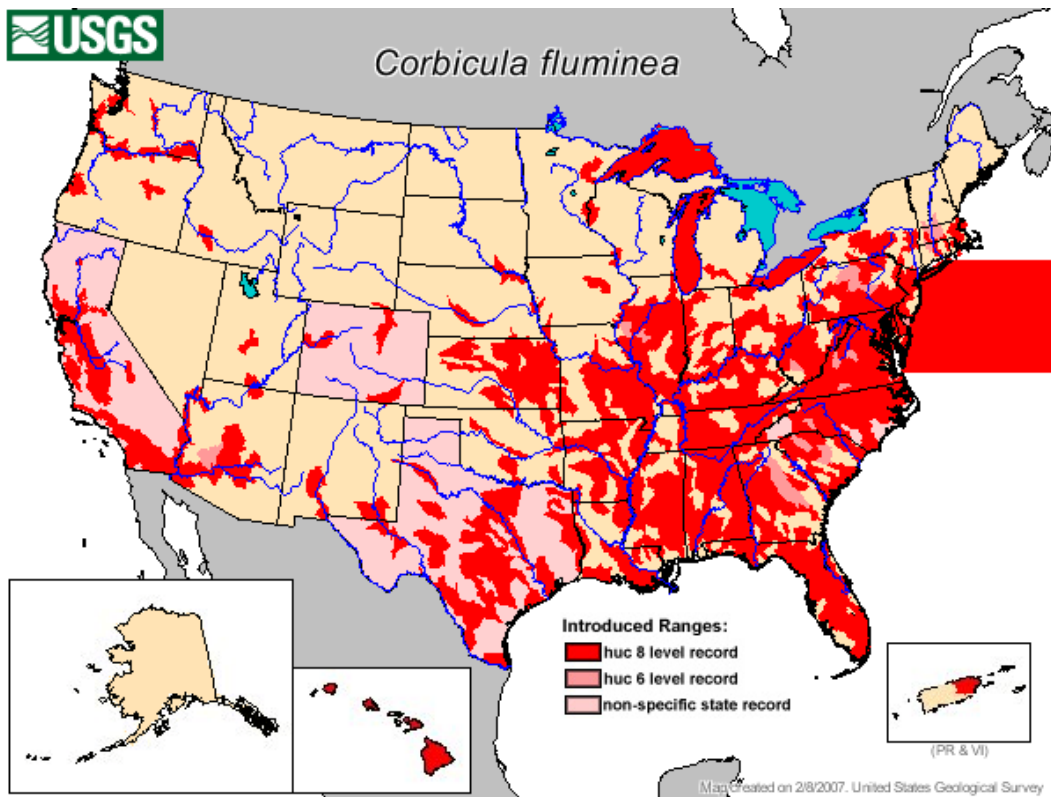 USGS
Corbicula fluminea
Introduced Ranges:
huc 8 level record
huc 6 level record
non-specific state record
(PR & VI)
Map created on 2/8/2007. United States Geological Survey